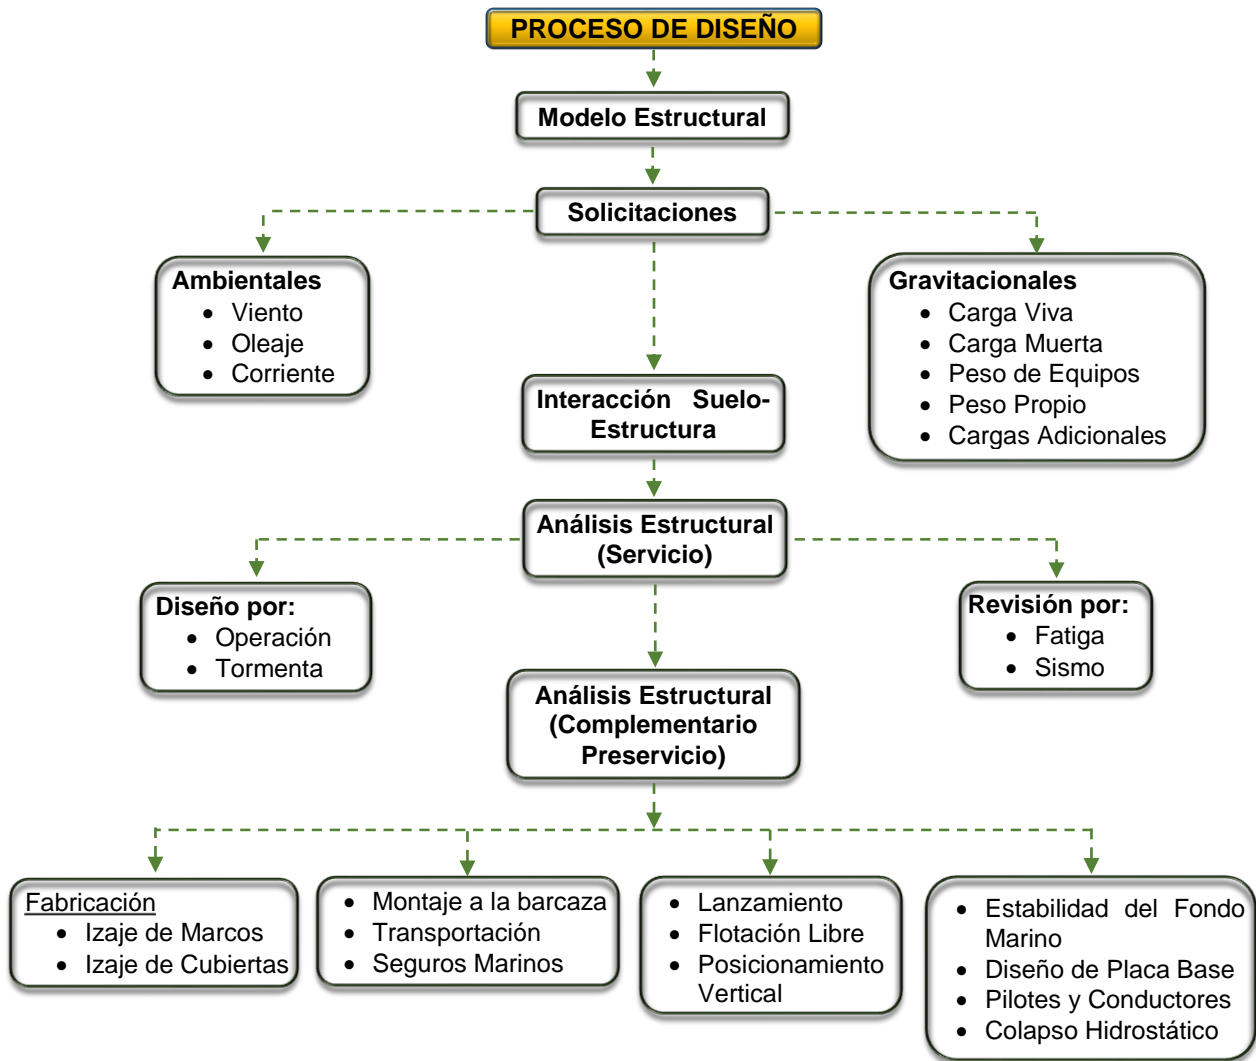 PROCESO DE DISEÑO
Modelo Estructural
Solicitaciones
Ambientales
• Viento
• Oleaje
• Corriente
Gravitacionales
• Carga Viva
• Carga Muerta
• Peso de Equipos
• Peso Propio
• Cargas Adicionales
Interacción Suelo-
Estructura
Análisis Estructural
(Servicio)
Diseño por:
• Operación
• Tormenta
Revisión por:
• Fatiga
• Sismo
Análisis Estructural
(Complementario
Preservicio)
Fabricación
• Izaje de Marcos
• Izaje de Cubiertas
• Montaje a la barcaza
• Transportación
• Seguros Marinos
• Lanzamiento
• Flotación Libre
• Posicionamiento
Vertical
• Estabilidad del Fondo
Marino
• Diseño de Placa Base
• Pilotes y Conductores
• Colapso Hidrostático